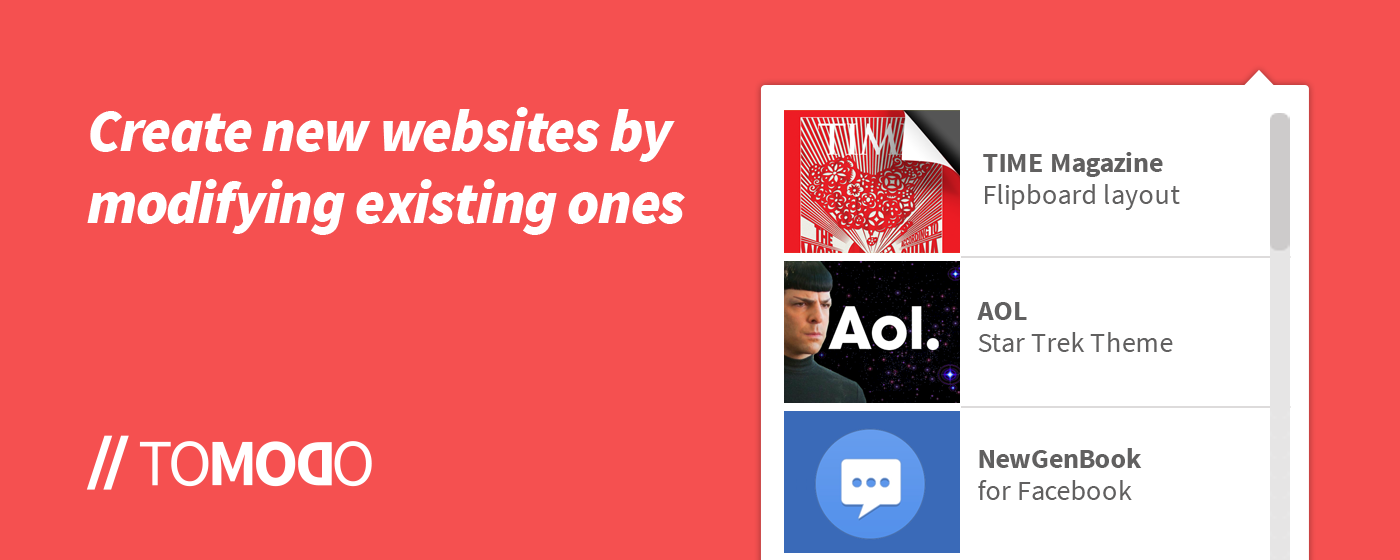 Create new websites by
modifying existing ones
// TOMODO
TIME Magazine
Flipboard layout
Aol.
AOL
Star Trek Theme
NewGenBook
for Facebook